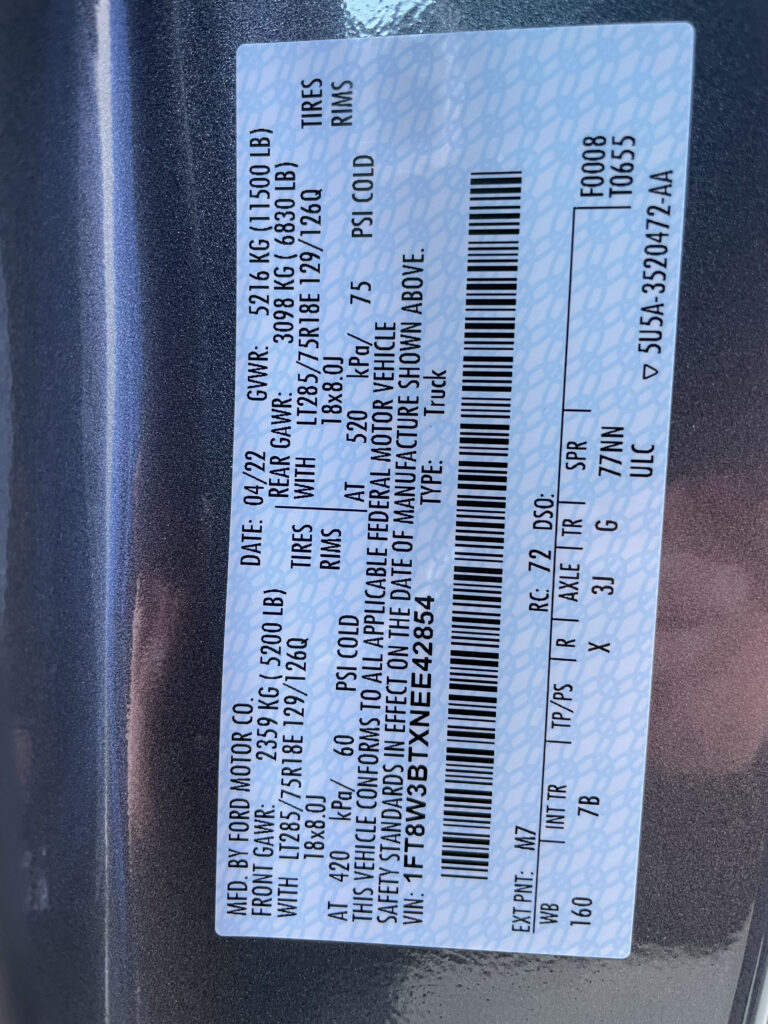 MFD. BY FORD MOTOR CO.
DATE: 04/22 GVWR: 5216 KG (11500 LB)
FRONT GAWR: 2359 KG ( 5200 LB) REAR GAWR: 3098 KG ( 6830 LB)
WITH LT285/75R18E 129/126Q TIRES WITH LT285/75R18E 129/126Q TIRES
18x8.0J RIMS 18x8.0J RIMS
AT 420 kPa/ 60 PSI COLD AT 520 kPa/ 75 PSI COLD
THIS VEHICLE CONFORMS TO ALL APPLICABLE FEDERAL MOTOR VEHICLE
SAFETY STANDARDS IN EFFECT ON THE DATE OF MANUFACTURE SHOWN ABOVE.
VIN: 1FT8W3BTXNEE42854 TYPE: Truck
EXT PNT: M7 RC: 72 DSO: F0008
WB INT TR TP/PS R AXLE TR SPR T0655
160 7B X 3J G 77NN
ULC ▽ 5U5A-3520472-AA